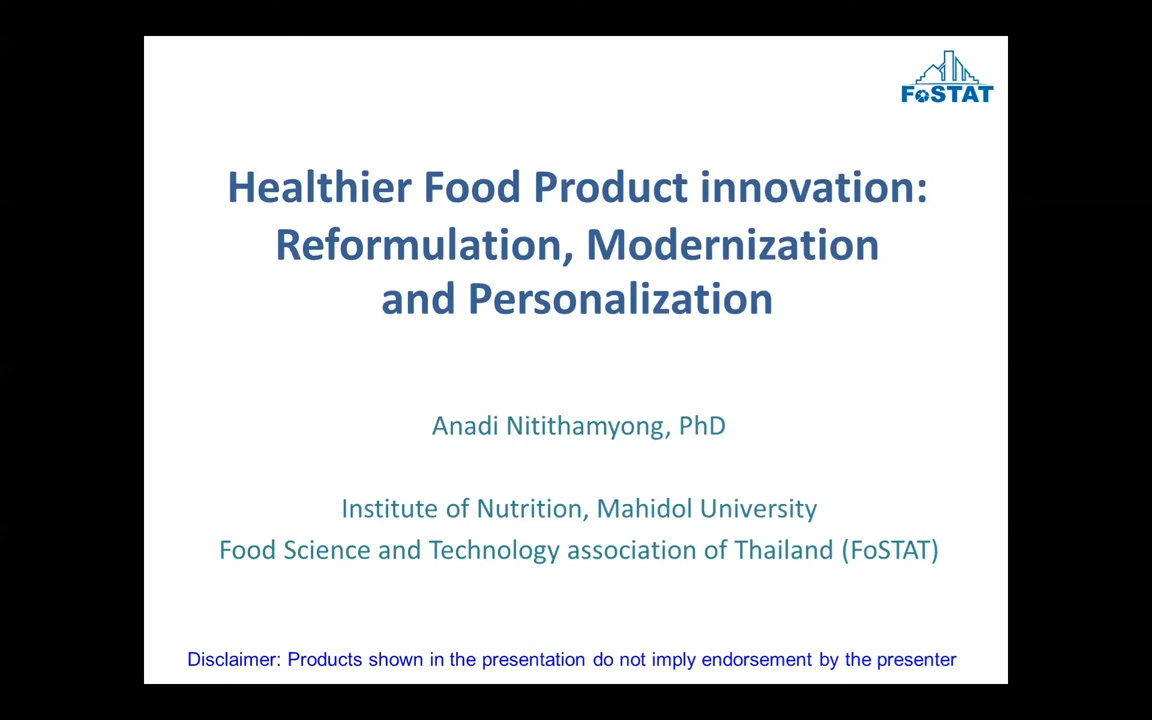 FoSTAT
Healthier Food Product innovation:
Reformulation, Modernization
and Personalization
Anadi Nitithamyong, PhD
Institute of Nutrition, Mahidol University
Food Science and Technology association of Thailand (FoSTAT)
Disclaimer: Products shown in the presentation do not imply endorsement by the presenter